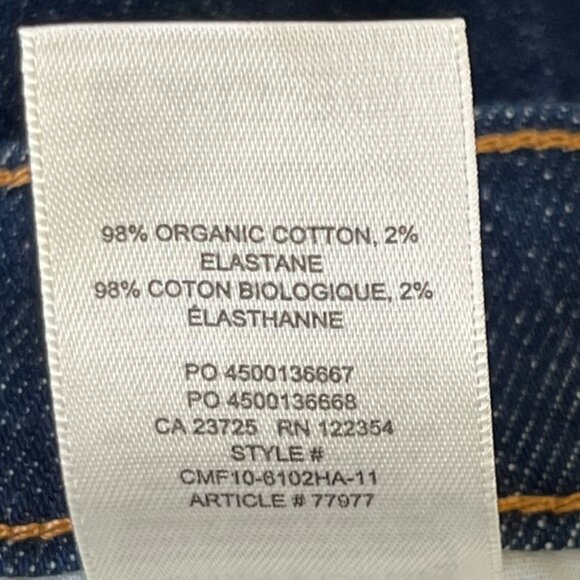 98% ORGANIC COTTON, 2%
ELASTANE
98% COTON BIOLOGIQUE, 2%
ÉLASTHANNE
PO 4500136667
PO 4500136668
CA 23725 RN 122354
STYLE #
CMF10-6102HA-11
ARTICLE # 77977